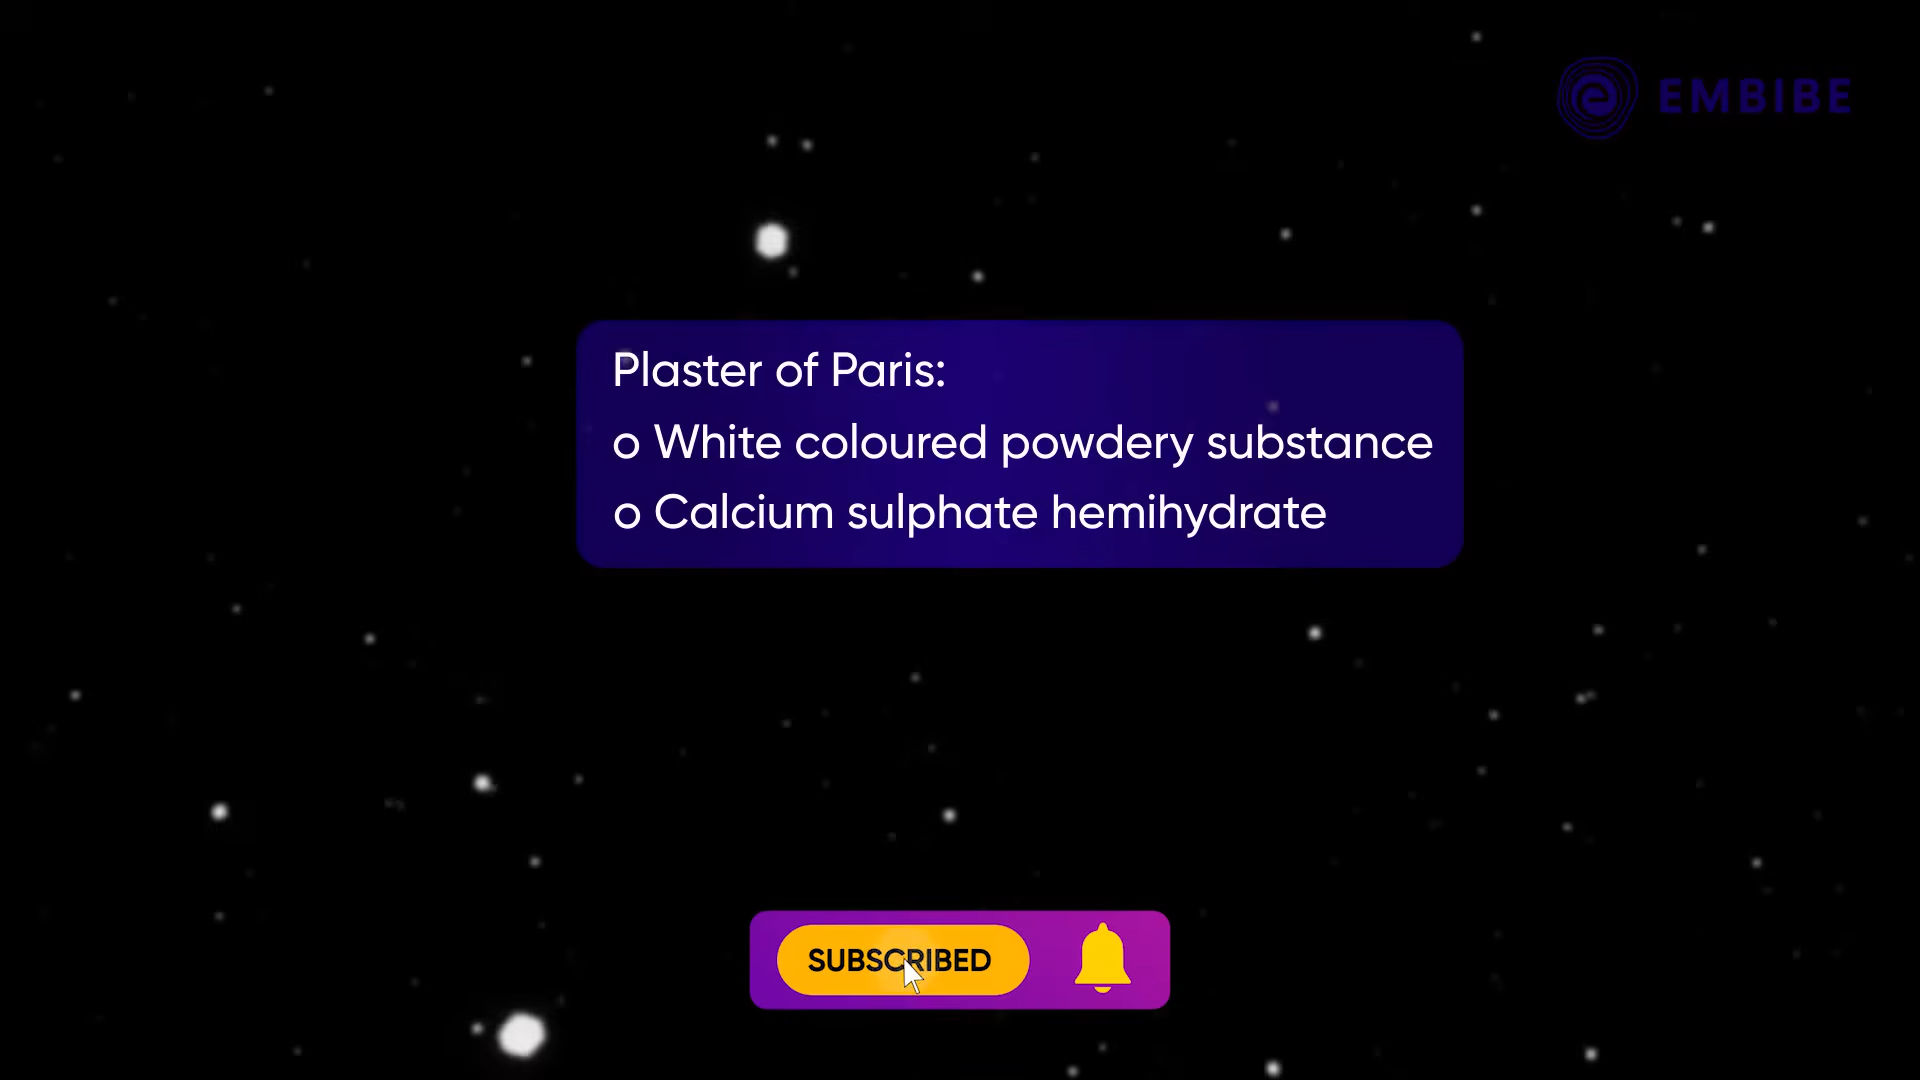 EMBIBE
Plaster of Paris:
o White coloured powdery substance
o Calcium sulphate hemihydrate
SUBSCRIBED